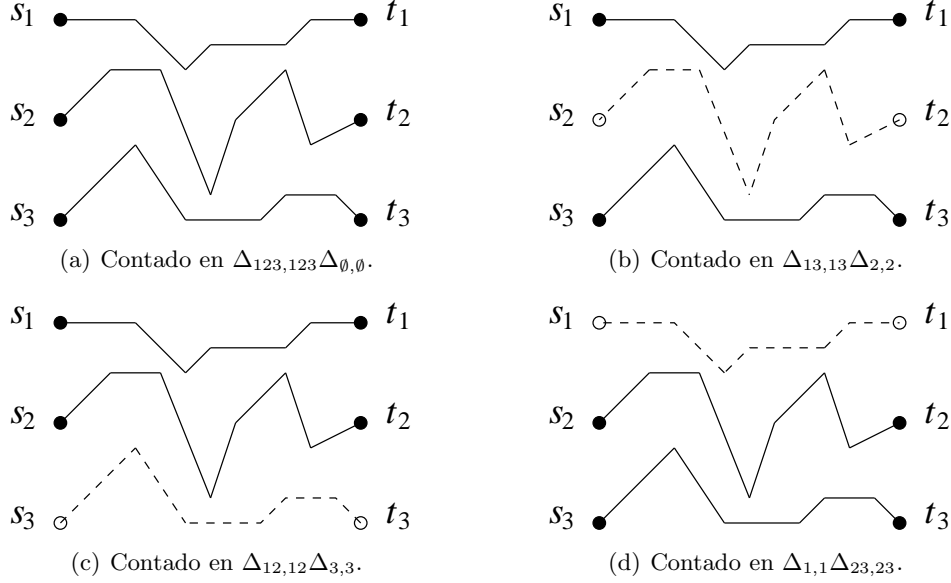 s₁ t₁ s₁ t₁
s₂ t₂ s₂ t₂
s₃ t₃ s₃ t₃
(a) Contado en Δ₁₂₃,₁₂₃Δ∅,∅. (b) Contado en Δ₁₃,₁₃Δ₂,₂.
s₁ t₁ s₁ t₁
s₂ t₂ s₂ t₂
s₃ t₃ s₃ t₃
(c) Contado en Δ₁₂,₁₂Δ₃,₃. (d) Contado en Δ₁,₁Δ₂₃,₂₃.